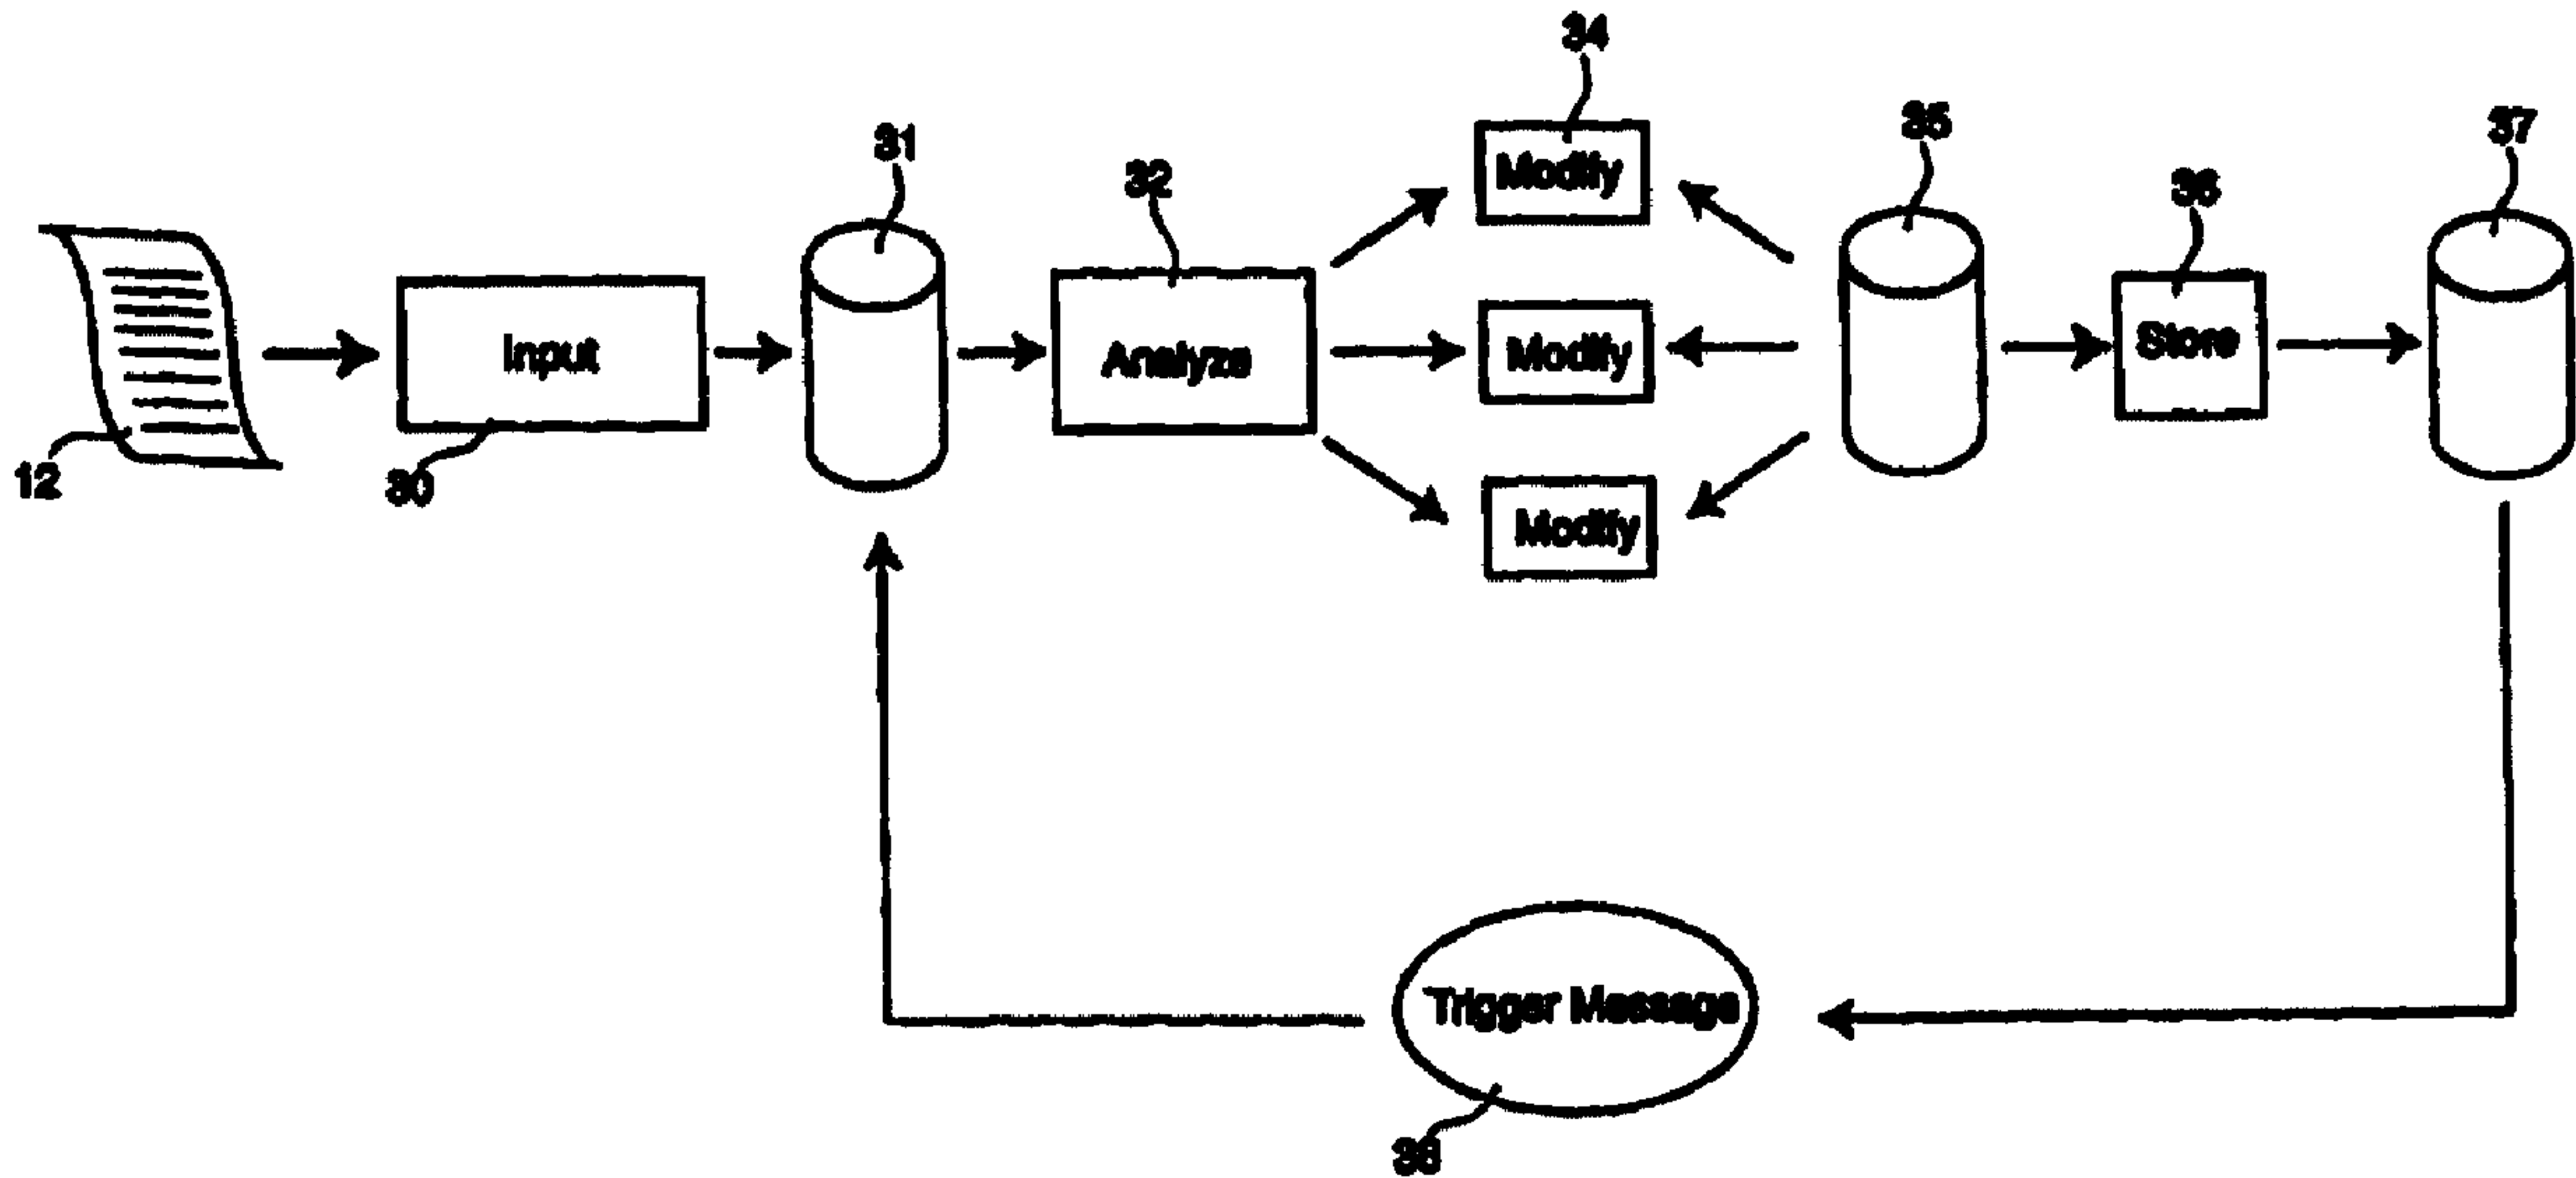 34
35
37
31
32
36
Modify
Input
Analyze
Modify
Store
12
30
Modify
Trigger Message
38